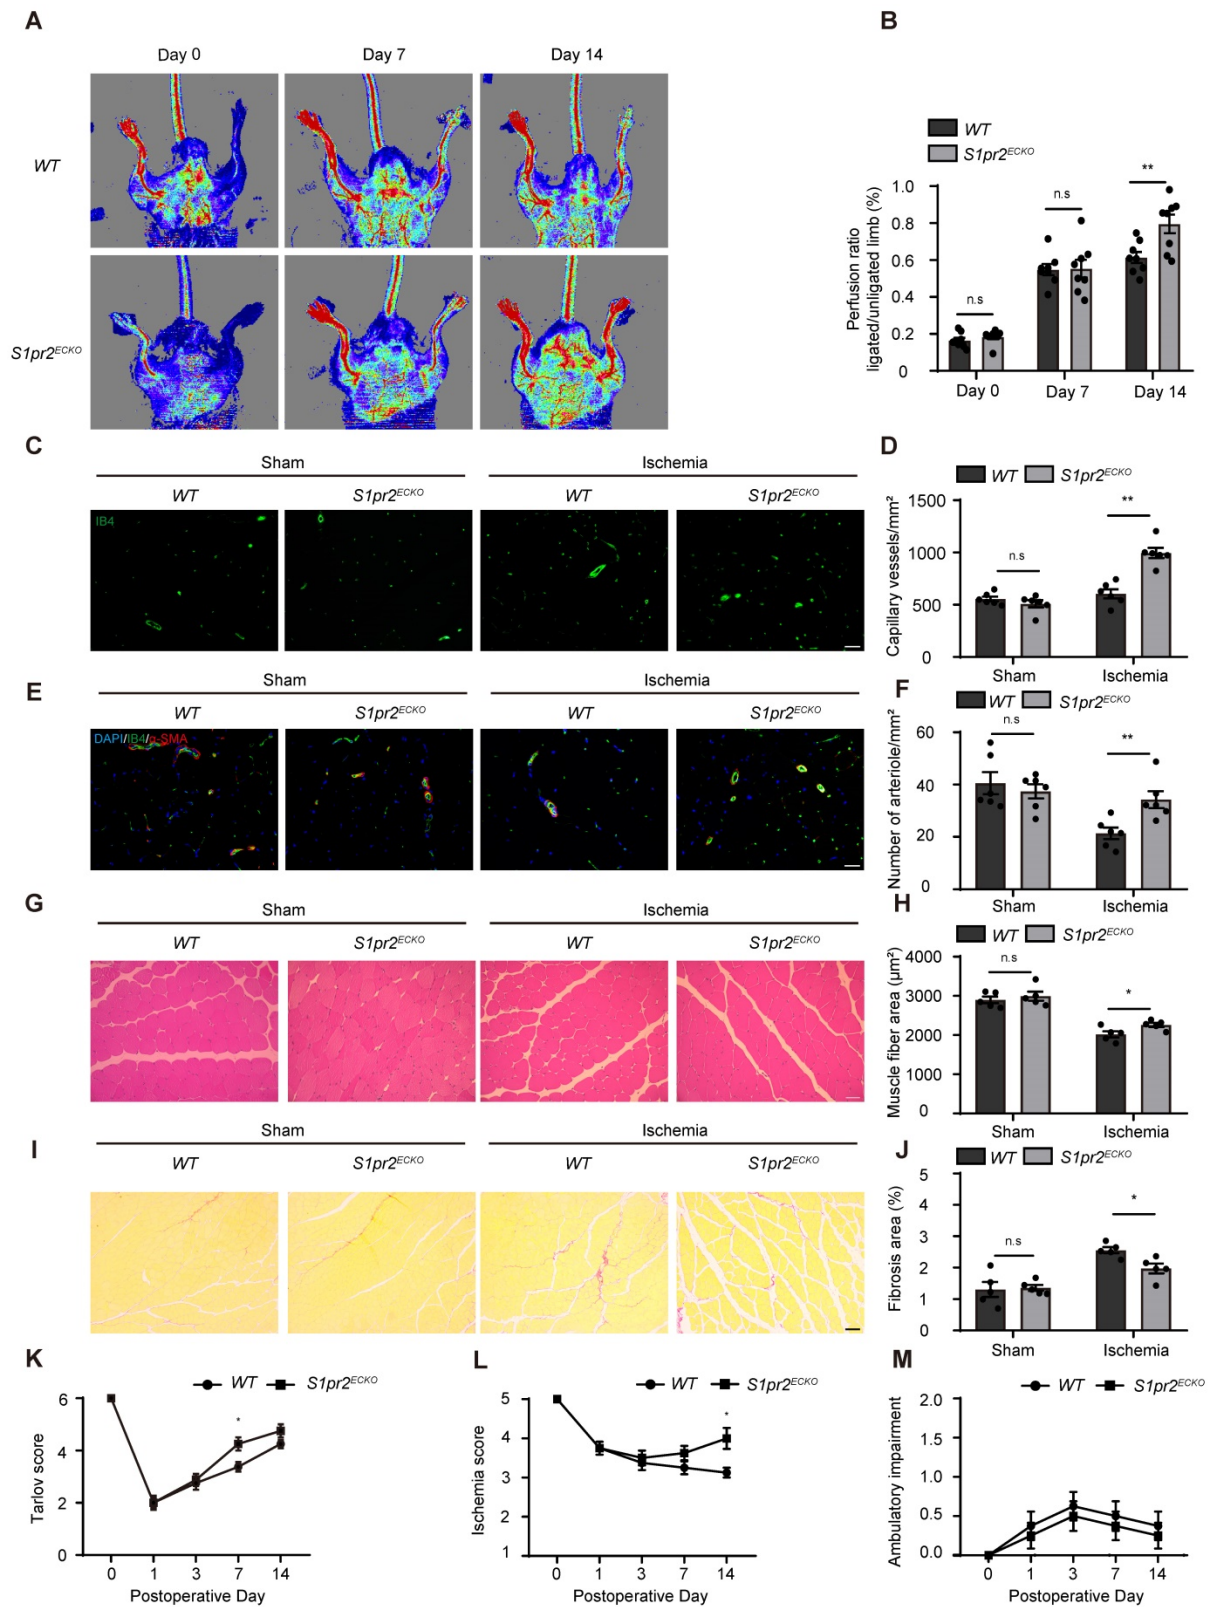 A
Day 0 Day 7 Day 14
WT
S1pr2ECKO
B
WT
S1pr2ECKO
Perfusion ratio
ligated/unligated limb (%)
1.0
0.8
0.6
0.4
0.2
0
n.s n.s **
Day 0 Day 7 Day 14
C
Sham Ischemia
WT S1pr2ECKO WT S1pr2ECKO
IB4
D
WT S1pr2ECKO
Capillary vessels/mm²
1500
1000
500
0
n.s **
Sham Ischemia
E
Sham Ischemia
WT S1pr2ECKO WT S1pr2ECKO
DAPI/IB4/α-SMA
F
WT S1pr2ECKO
Number of arteriole/mm²
60
40
20
0
n.s **
Sham Ischemia
G
Sham Ischemia
WT S1pr2ECKO WT S1pr2ECKO
H
WT S1pr2ECKO
Muscle fiber area (μm²)
4000
3000
2000
1000
0
n.s *
Sham Ischemia
I
Sham Ischemia
WT S1pr2ECKO WT S1pr2ECKO
J
WT S1pr2ECKO
Fibrosis area (%)
5
4
3
2
1
0
n.s *
Sham Ischemia
K
WT S1pr2ECKO
Tarlov score
6
4
2
0
*
0 1 3 7 14
Postoperative Day
L
WT S1pr2ECKO
Ischemia score
5
4
3
2
1
*
0 1 3 7 14
Postoperative Day
M
WT S1pr2ECKO
Ambulatory impairment
2.0
1.5
1.0
0.5
0.0
0 1 3 7 14
Postoperative Day